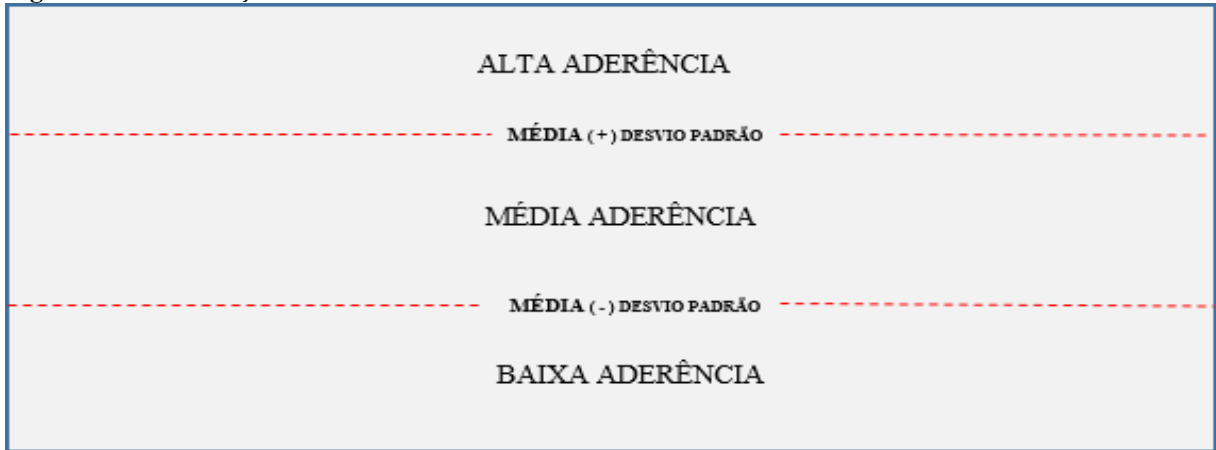 ALTA ADERÊNCIA
MÉDIA (+) DESVIO PADRÃO
MÉDIA ADERÊNCIA
MÉDIA (-) DESVIO PADRÃO
BAIXA ADERÊNCIA